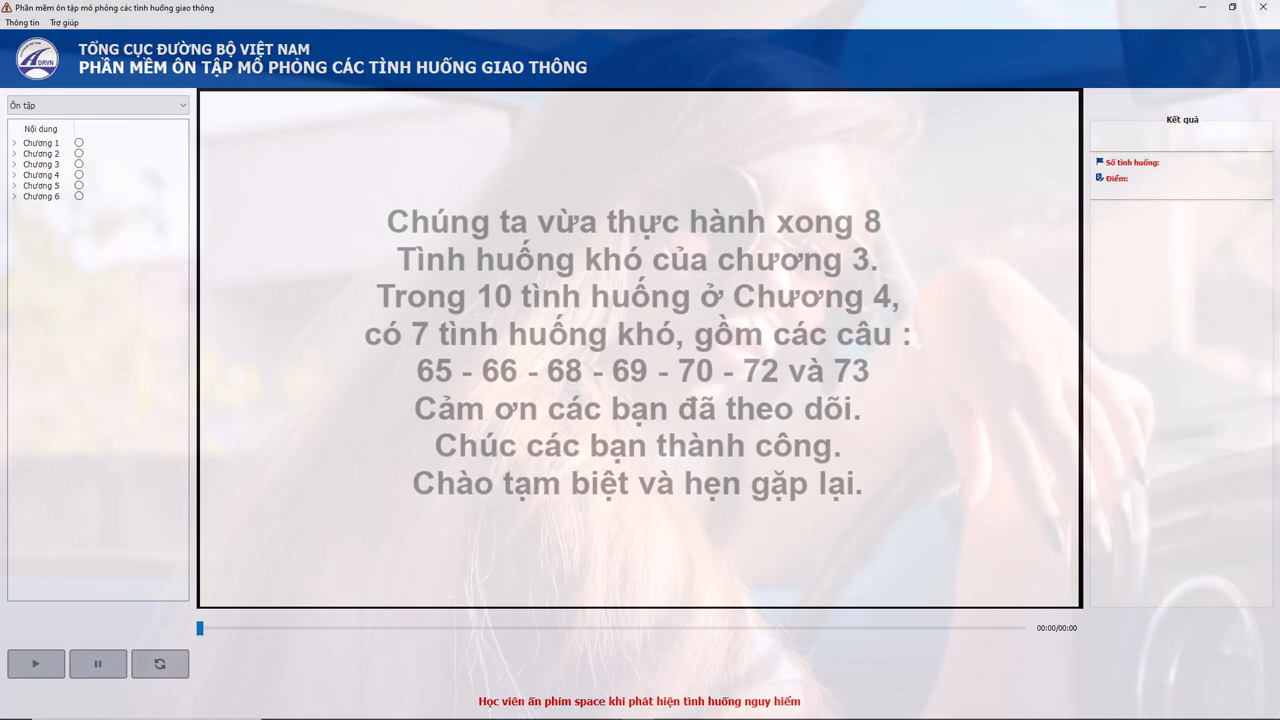 Phần mềm ôn tập mô phỏng các tình huống giao thông
Thông tin Trợ giúp
DRVN
TỔNG CỤC ĐƯỜNG BỘ VIỆT NAM
PHẦN MỀM ÔN TẬP MÔ PHỎNG CÁC TÌNH HUỐNG GIAO THÔNG
Ôn tập
Nội dung
Chương 1
Chương 2
Chương 3
Chương 4
Chương 5
Chương 6
Chúng ta vừa thực hành xong 8
Tình huống khó của chương 3.
Trong 10 tình huống ở Chương 4,
có 7 tình huống khó, gồm các câu :
65 - 66 - 68 - 69 - 70 - 72 và 73
Cảm ơn các bạn đã theo dõi.
Chúc các bạn thành công.
Chào tạm biệt và hẹn gặp lại.
Kết quả
Số tình huống:
Điểm:
00:00/00:00
Học viên ấn phím space khi phát hiện tình huống nguy hiểm